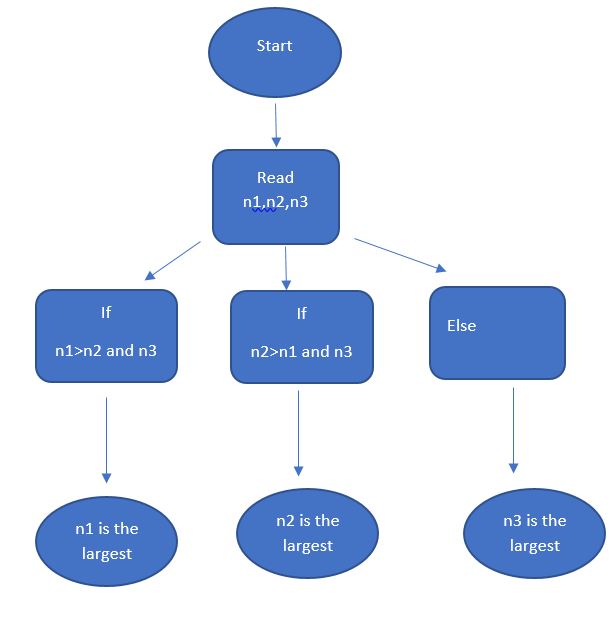 Start
Read
n1,n2,n3
If
n1>n2 and n3
If
n2>n1 and n3
Else
n1 is the
largest
n2 is the
largest
n3 is the
largest